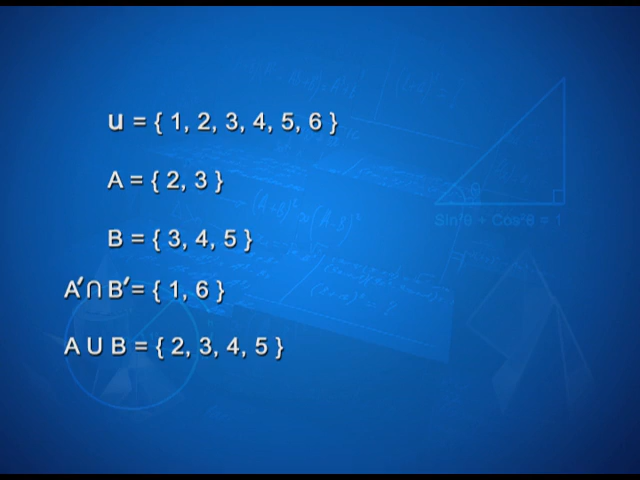 u = { 1, 2, 3, 4, 5, 6 }
A = { 2, 3 }
B = { 3, 4, 5 }
A′∩ B′= { 1, 6 }
A U B = { 2, 3, 4, 5 }
θ
Sin²θ + Cos²θ = 1